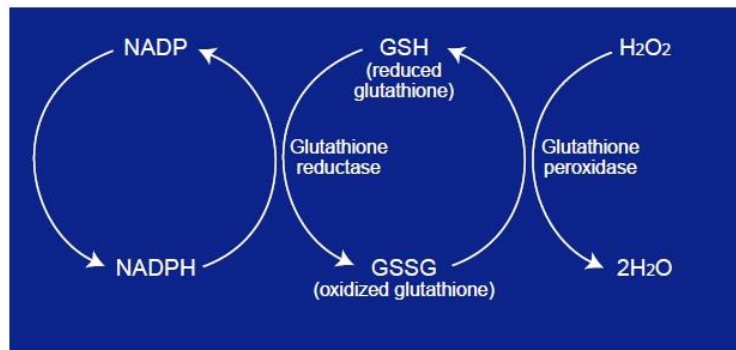 NADP
GSH
(reduced
glutathione)
H₂O₂
Glutathione
reductase
Glutathione
peroxidase
NADPH
GSSG
(oxidized glutathione)
2H₂O